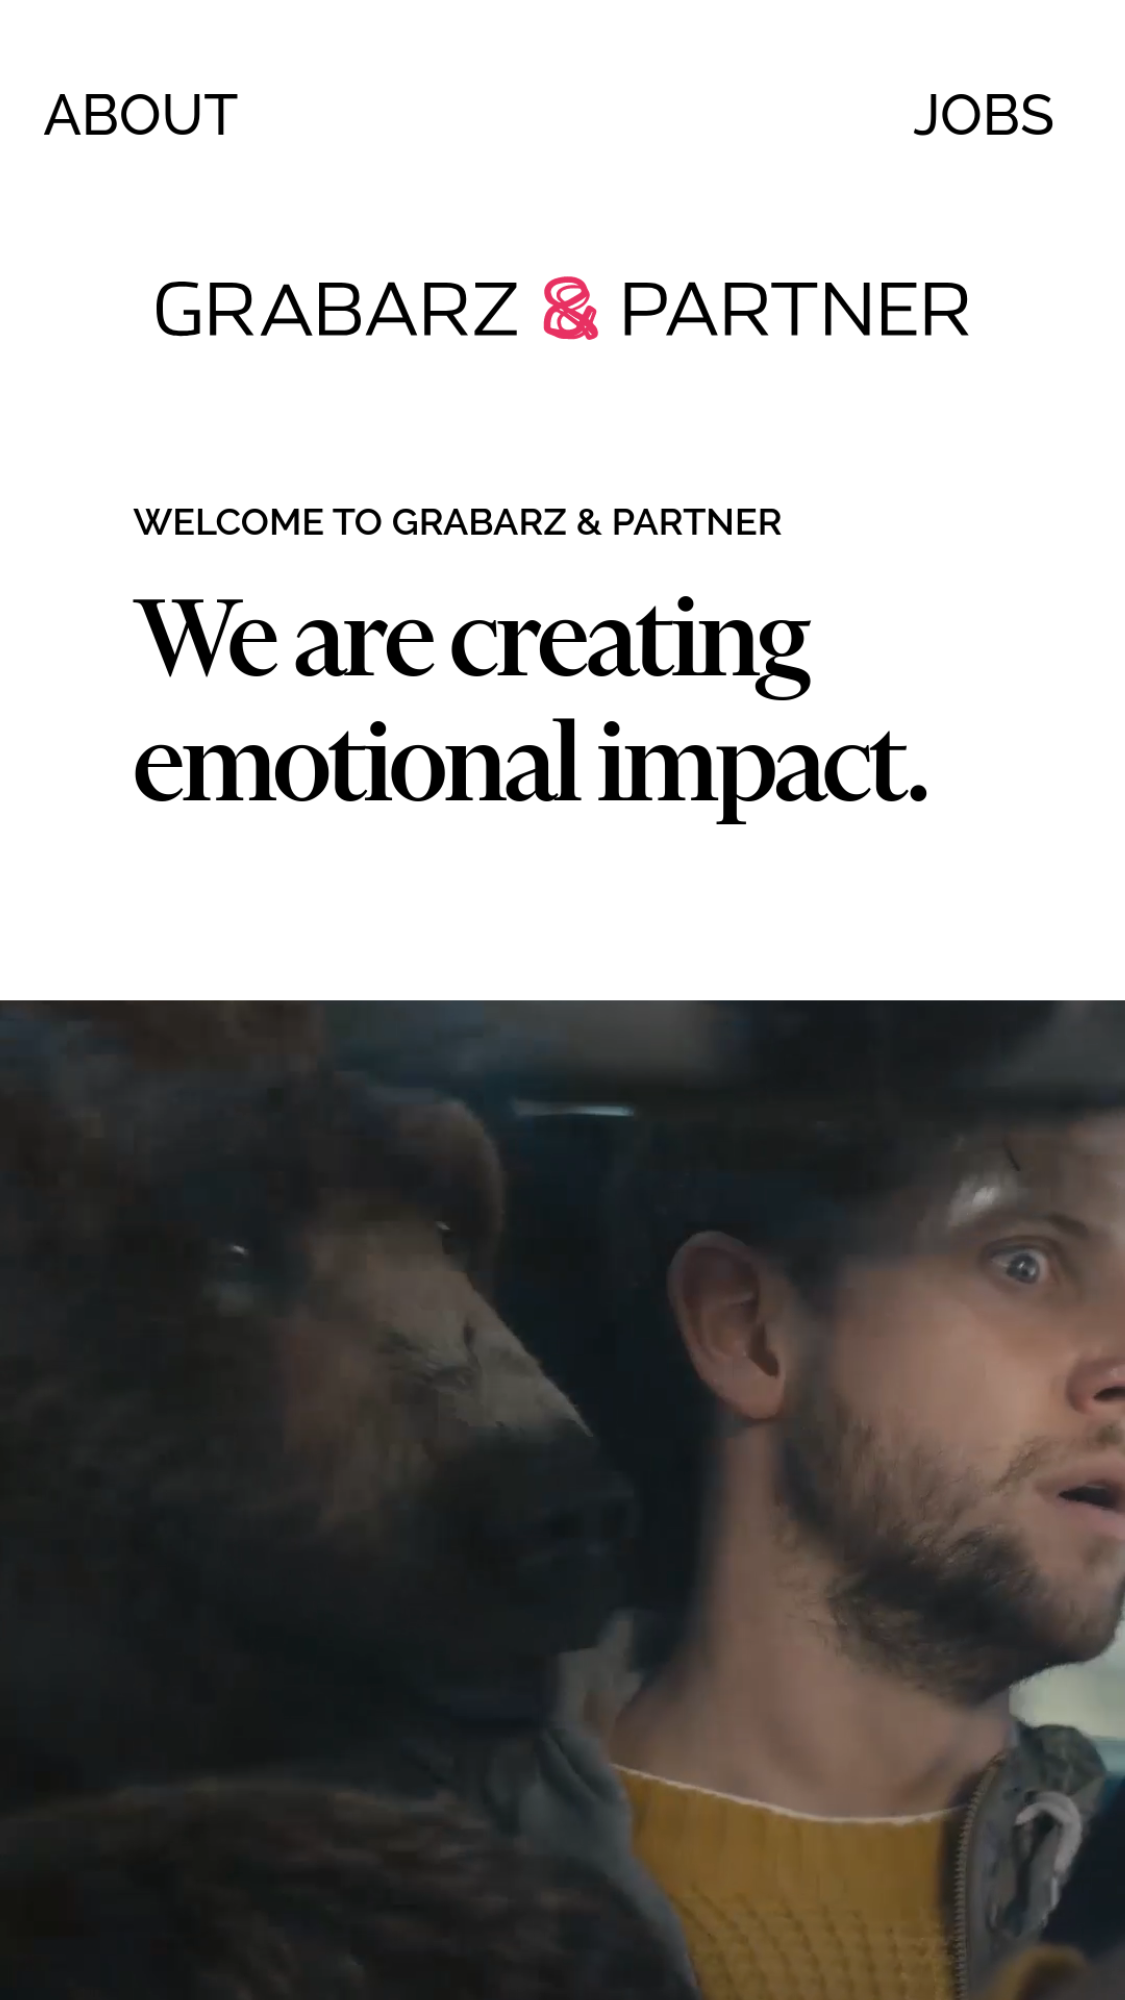 ABOUT
JOBS
GRABARZ & PARTNER
WELCOME TO GRABARZ & PARTNER
We are creating
emotional impact.